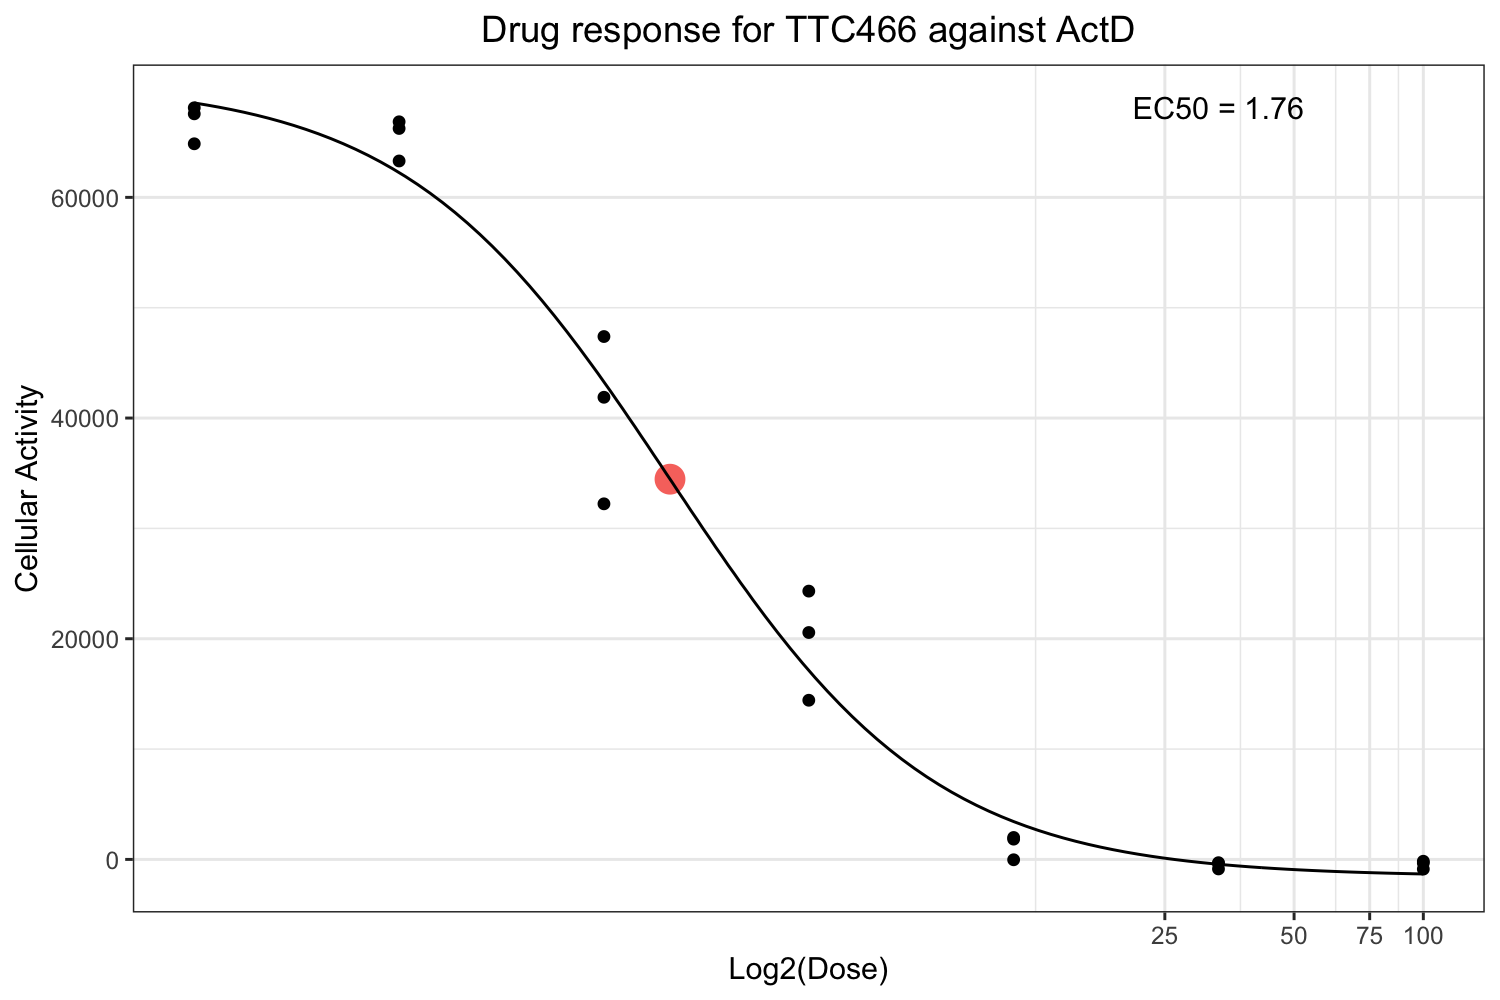 Drug response for TTC466 against ActD
EC50 = 1.76
60000
40000
20000
0
Cellular Activity
25 50 75 100
Log2(Dose)